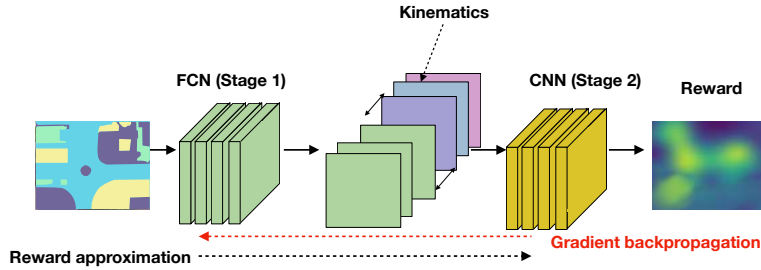 Kinematics
FCN (Stage 1)
CNN (Stage 2)
Reward
Gradient backpropagation
Reward approximation